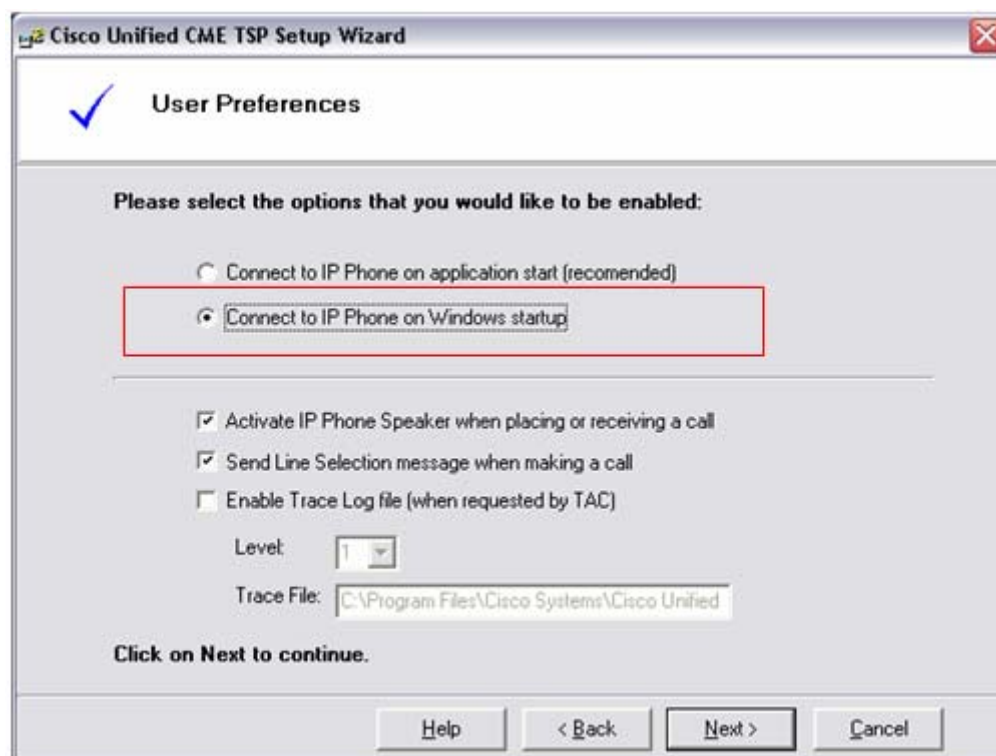 Cisco Unified CME TSP Setup Wizard
User Preferences
Please select the options that you would like to be enabled:
Connect to IP Phone on application start (recomended)
Connect to IP Phone on Windows startup
Activate IP Phone Speaker when placing or receiving a call
Send Line Selection message when making a call
Enable Trace Log file (when requested by TAC)
Level: 1
Trace File: C:\Program Files\Cisco Systems\Cisco Unified
Click on Next to continue.
Help < Back Next > Cancel